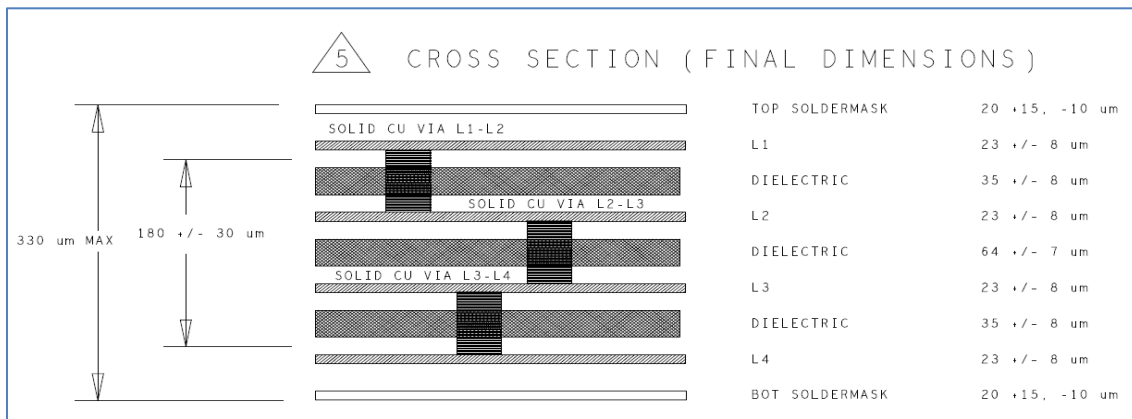 5 CROSS SECTION (FINAL DIMENSIONS)
TOP SOLDERMASK 20 +15, -10 um
SOLID CU VIA L1-L2
L1 23 +/- 8 um
DIELECTRIC 35 +/- 8 um
SOLID CU VIA L2-L3
L2 23 +/- 8 um
330 um MAX
180 +/- 30 um
DIELECTRIC 64 +/- 7 um
SOLID CU VIA L3-L4
L3 23 +/- 8 um
DIELECTRIC 35 +/- 8 um
L4 23 +/- 8 um
BOT SOLDERMASK 20 +15, -10 um